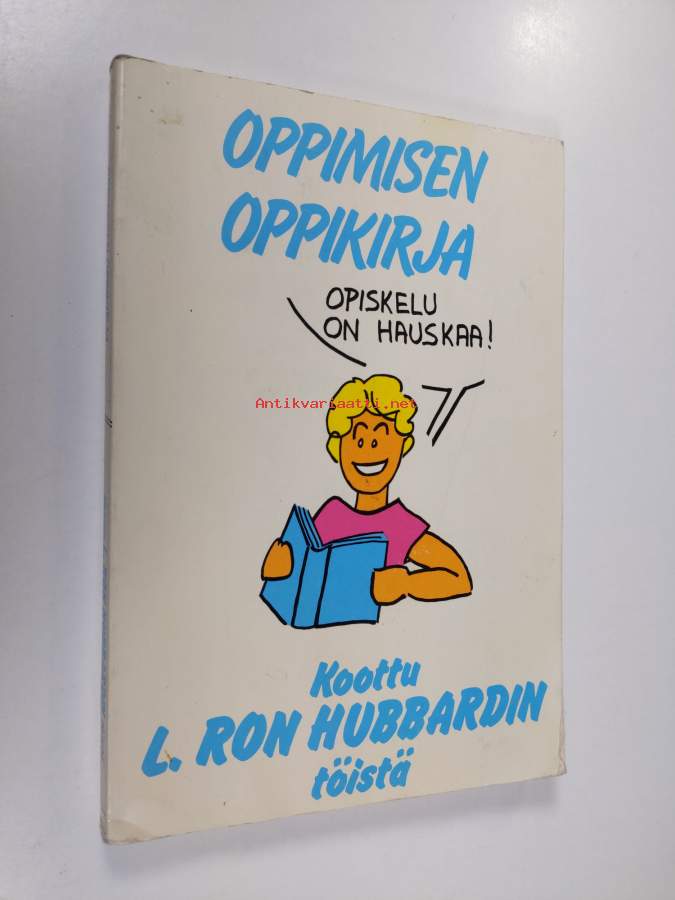 OPPIMISEN
OPPIKIRJA
OPISKELU
ON HAUSKAA!
Antikvariaatti.net
Koottu
L. RON HUBBARDIN
töistä